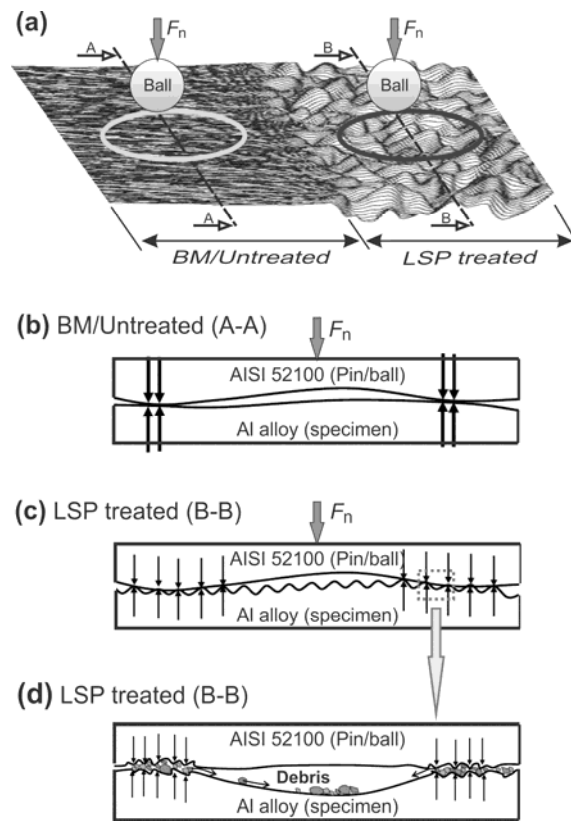 (a)
Fn
Fn
A
B
Ball
Ball
A
B
BM/Untreated
LSP treated
(b) BM/Untreated (A-A)
Fn
AISI 52100 (Pin/ball)
Al alloy (specimen)
(c) LSP treated (B-B)
Fn
AISI 52100 (Pin/ball)
Al alloy (specimen)
(d) LSP treated (B-B)
AISI 52100 (Pin/ball)
Debris
Al alloy (specimen)